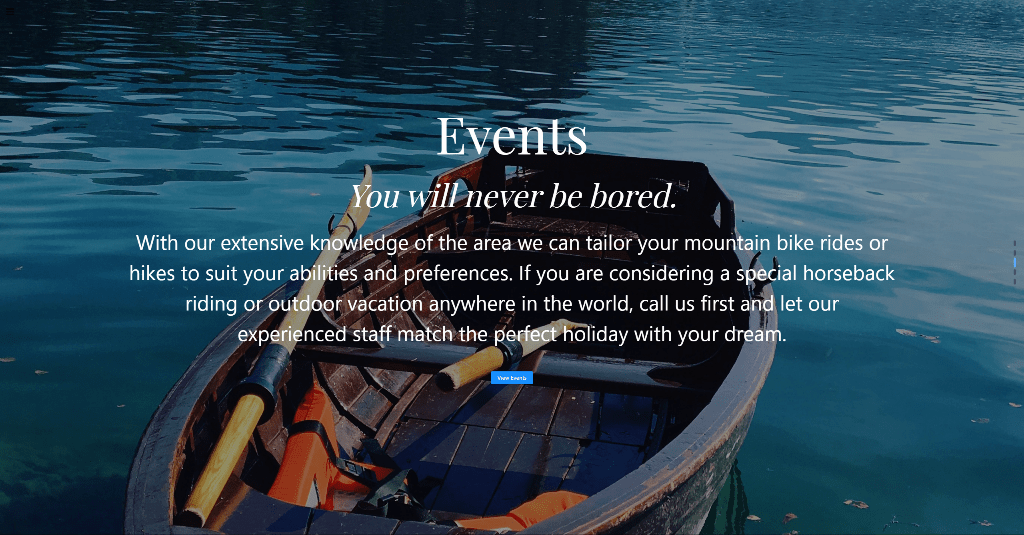 Events
You will never be bored.
With our extensive knowledge of the area we can tailor your mountain bike rides or
hikes to suit your abilities and preferences. If you are considering a special horseback
riding or outdoor vacation anywhere in the world, call us first and let our
experienced staff match the perfect holiday with your dream.
View Events